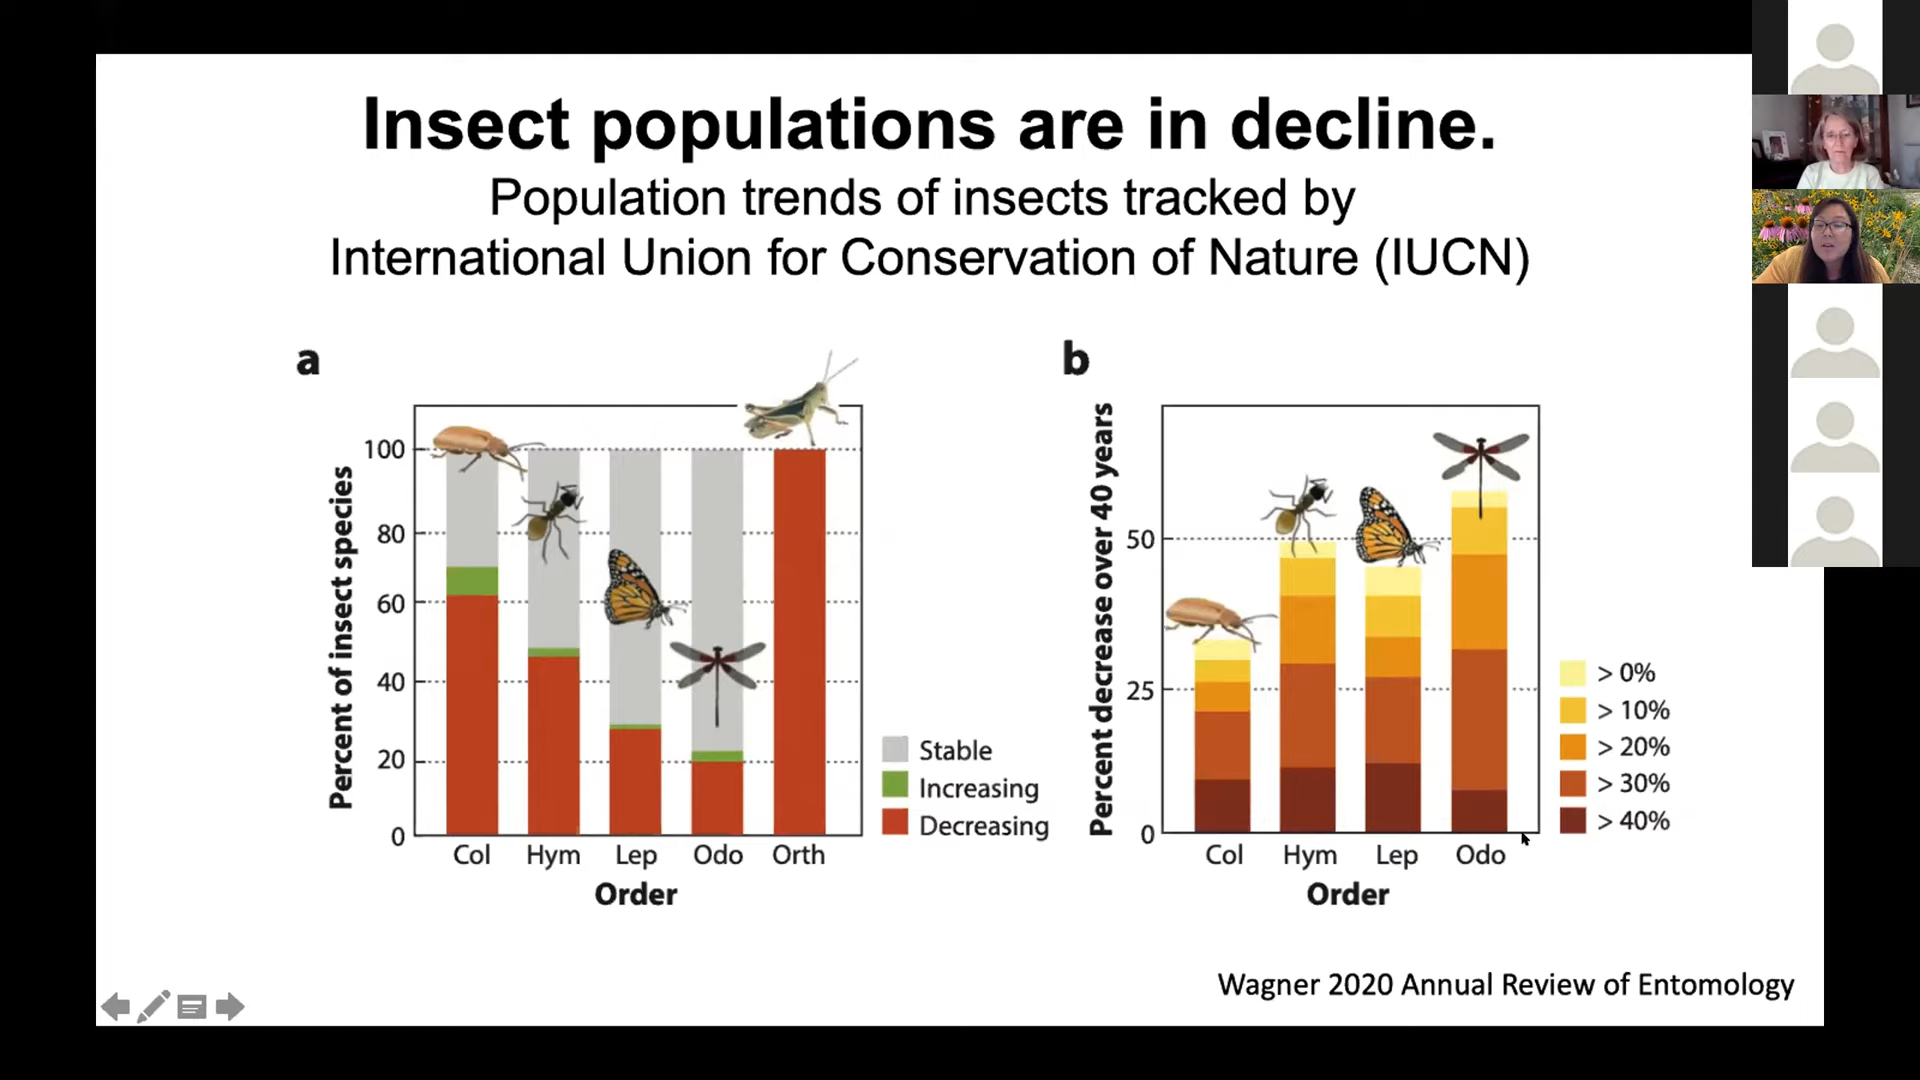 Insect populations are in decline.
Population trends of insects tracked by
International Union for Conservation of Nature (IUCN)
a
Percent of insect species
100
80
60
40
20
0
Col Hym Lep Odo Orth
Order
Stable
Increasing
Decreasing
b
Percent decrease over 40 years
50
25
0
Col Hym Lep Odo
Order
> 0%
> 10%
> 20%
> 30%
> 40%
Wagner 2020 Annual Review of Entomology